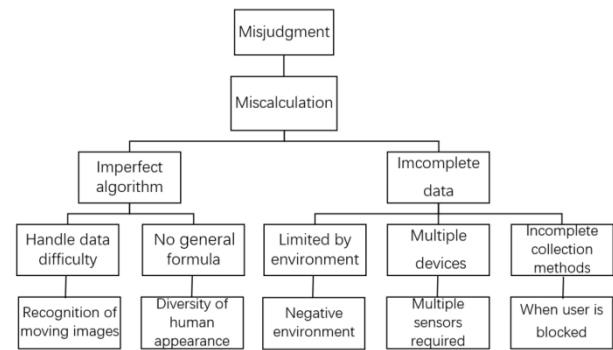 Misjudgment
Miscalculation
Imperfect
algorithm
Imcomplete
data
Handle data
difficulty
No general
formula
Limited by
environment
Multiple
devices
Incomplete
collection
methods
Recognition of
moving images
Diversity of
human
appearance
Negative
environment
Multiple
sensors
required
When user is
blocked